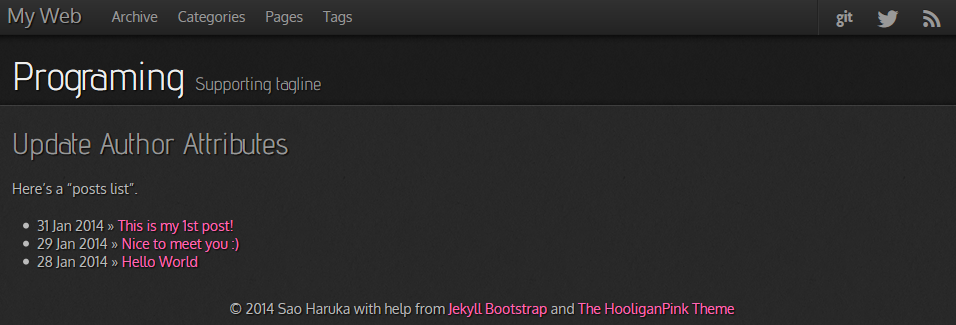 My Web Archive Categories Pages Tags git
Programing Supporting tagline
Update Author Attributes
Here's a "posts list".
31 Jan 2014 » This is my 1st post!
29 Jan 2014 » Nice to meet you :)
28 Jan 2014 » Hello World
© 2014 Sao Haruka with help from Jekyll Bootstrap and The HooliganPink Theme